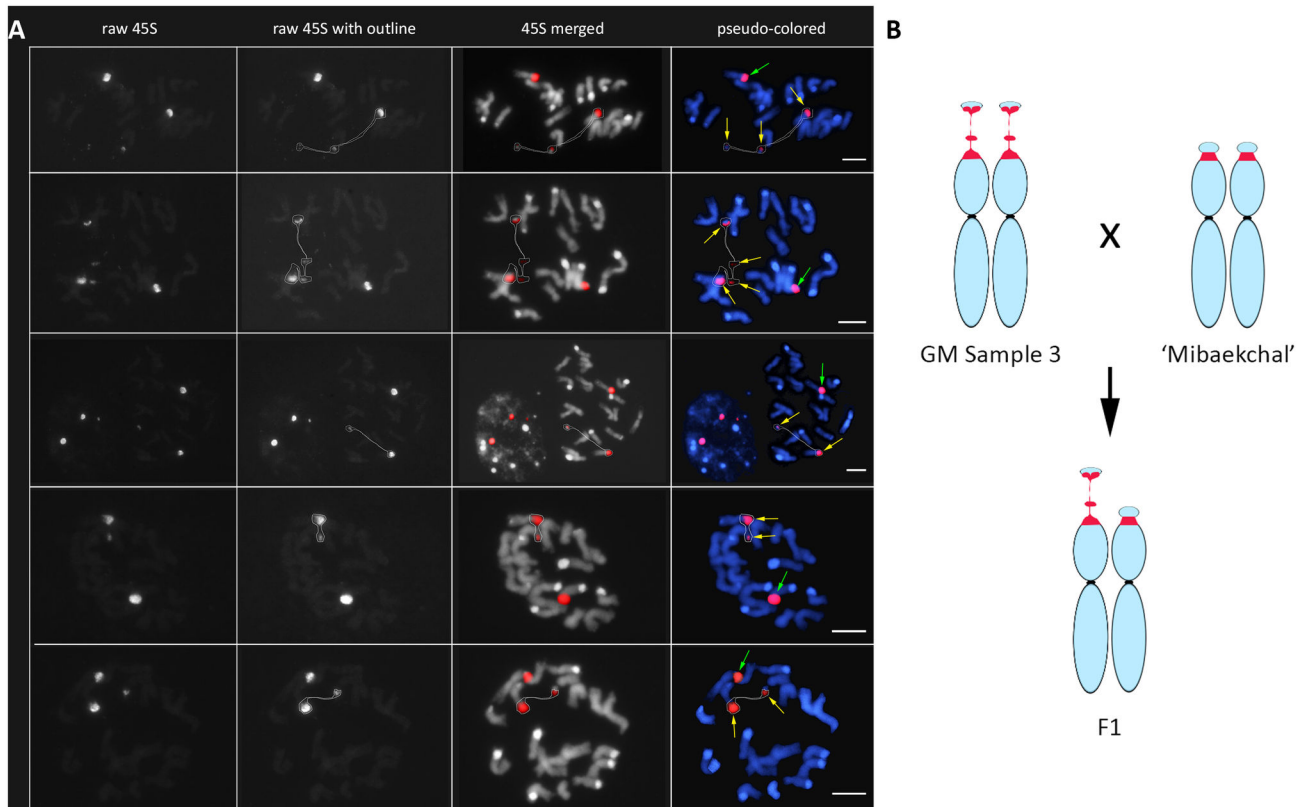 A
raw 45S
raw 45S with outline
45S merged
pseudo-colored
B
X
GM Sample 3
‘Mibaekchal’
F1